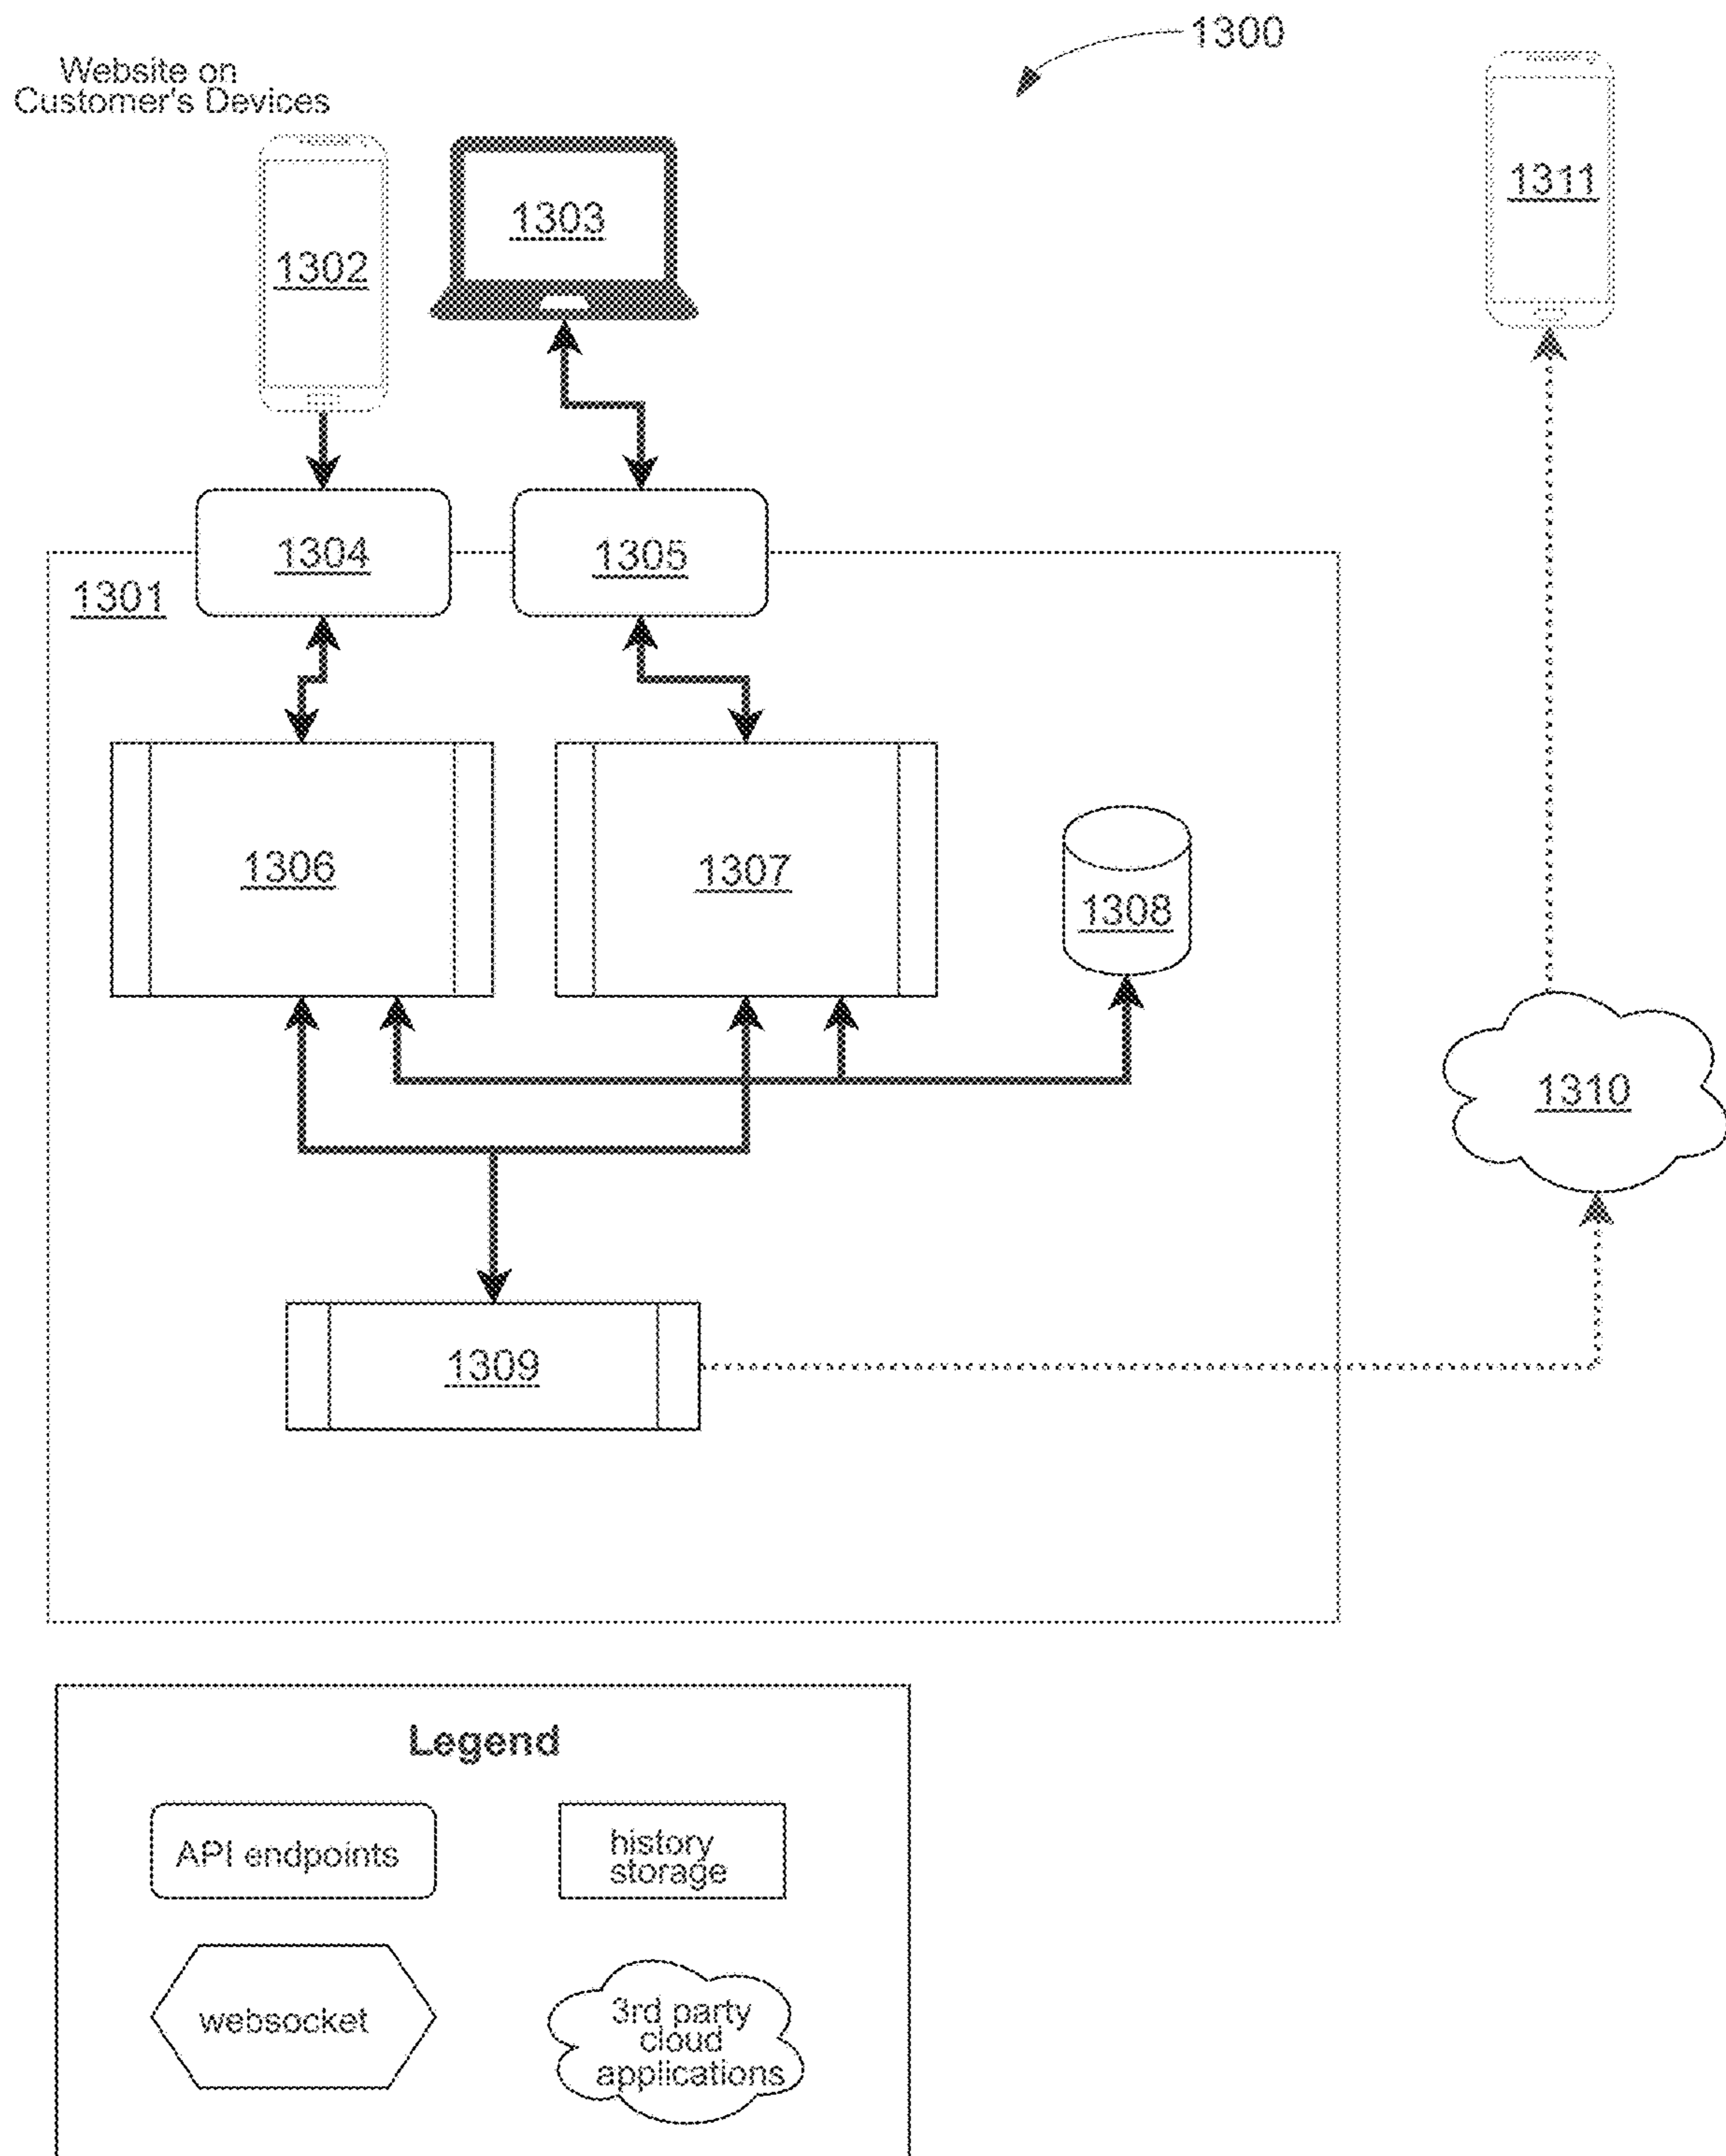 1300
Website on
Customer's Devices
1311
1303
1302
1304
1305
1301
1306
1307
1308
1310
1309
Legend
API endpoints
history
storage
websocket
3rd party
cloud
applications